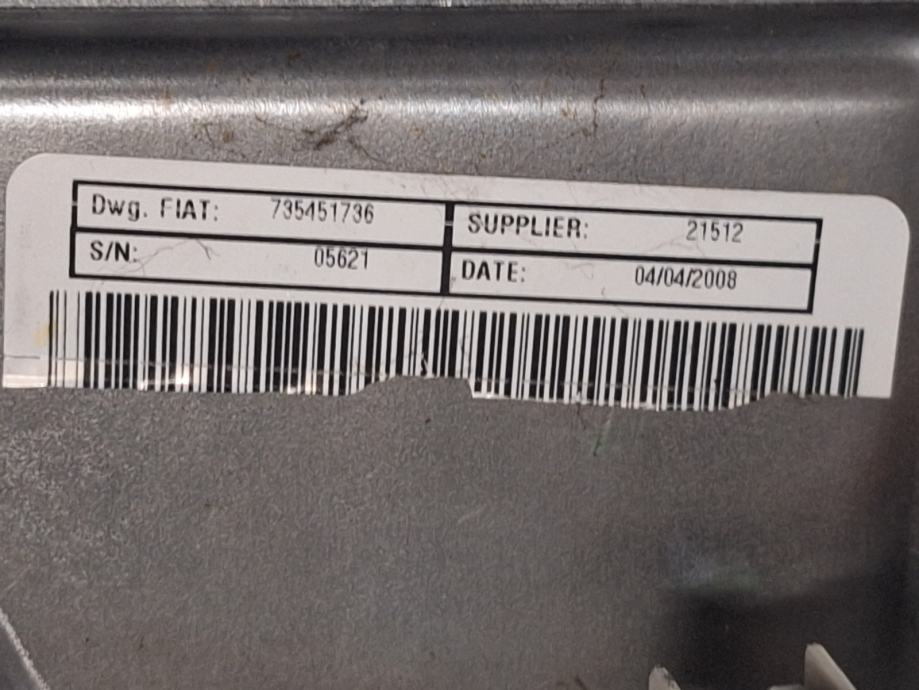 Dwg. FIAT: 735451736 SUPPLIER: 21512
S/N: 05621 DATE: 04/04/2008